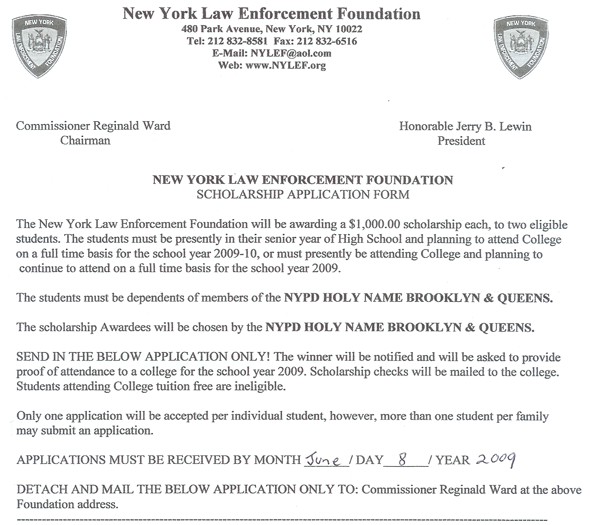 New York Law Enforcement Foundation
480 Park Avenue, New York, NY 10022
Tel: 212 832-8581 Fax: 212 832-6516
E-Mail: NYLEF@aol.com
Web: www.NYLEF.org
NEW YORK
LAW ENFORCEMENT FOUNDATION
NEW YORK
LAW ENFORCEMENT FOUNDATION
Commissioner Reginald Ward
Chairman
Honorable Jerry B. Lewin
President
NEW YORK LAW ENFORCEMENT FOUNDATION
SCHOLARSHIP APPLICATION FORM
The New York Law Enforcement Foundation will be awarding a $1,000.00 scholarship each, to two eligible
students. The students must be presently in their senior year of High School and planning to attend College
on a full time basis for the school year 2009-10, or must presently be attending College and planning to
continue to attend on a full time basis for the school year 2009.
The students must be dependents of members of the NYPD HOLY NAME BROOKLYN & QUEENS.
The scholarship Awardees will be chosen by the NYPD HOLY NAME BROOKLYN & QUEENS.
SEND IN THE BELOW APPLICATION ONLY! The winner will be notified and will be asked to provide
proof of attendance to a college for the school year 2009. Scholarship checks will be mailed to the college.
Students attending College tuition free are ineligible.
Only one application will be accepted per individual student, however, more than one student per family
may submit an application.
APPLICATIONS MUST BE RECEIVED BY MONTH June / DAY 8 / YEAR 2009
DETACH AND MAIL THE BELOW APPLICATION ONLY TO: Commissioner Reginald Ward at the above
Foundation address.